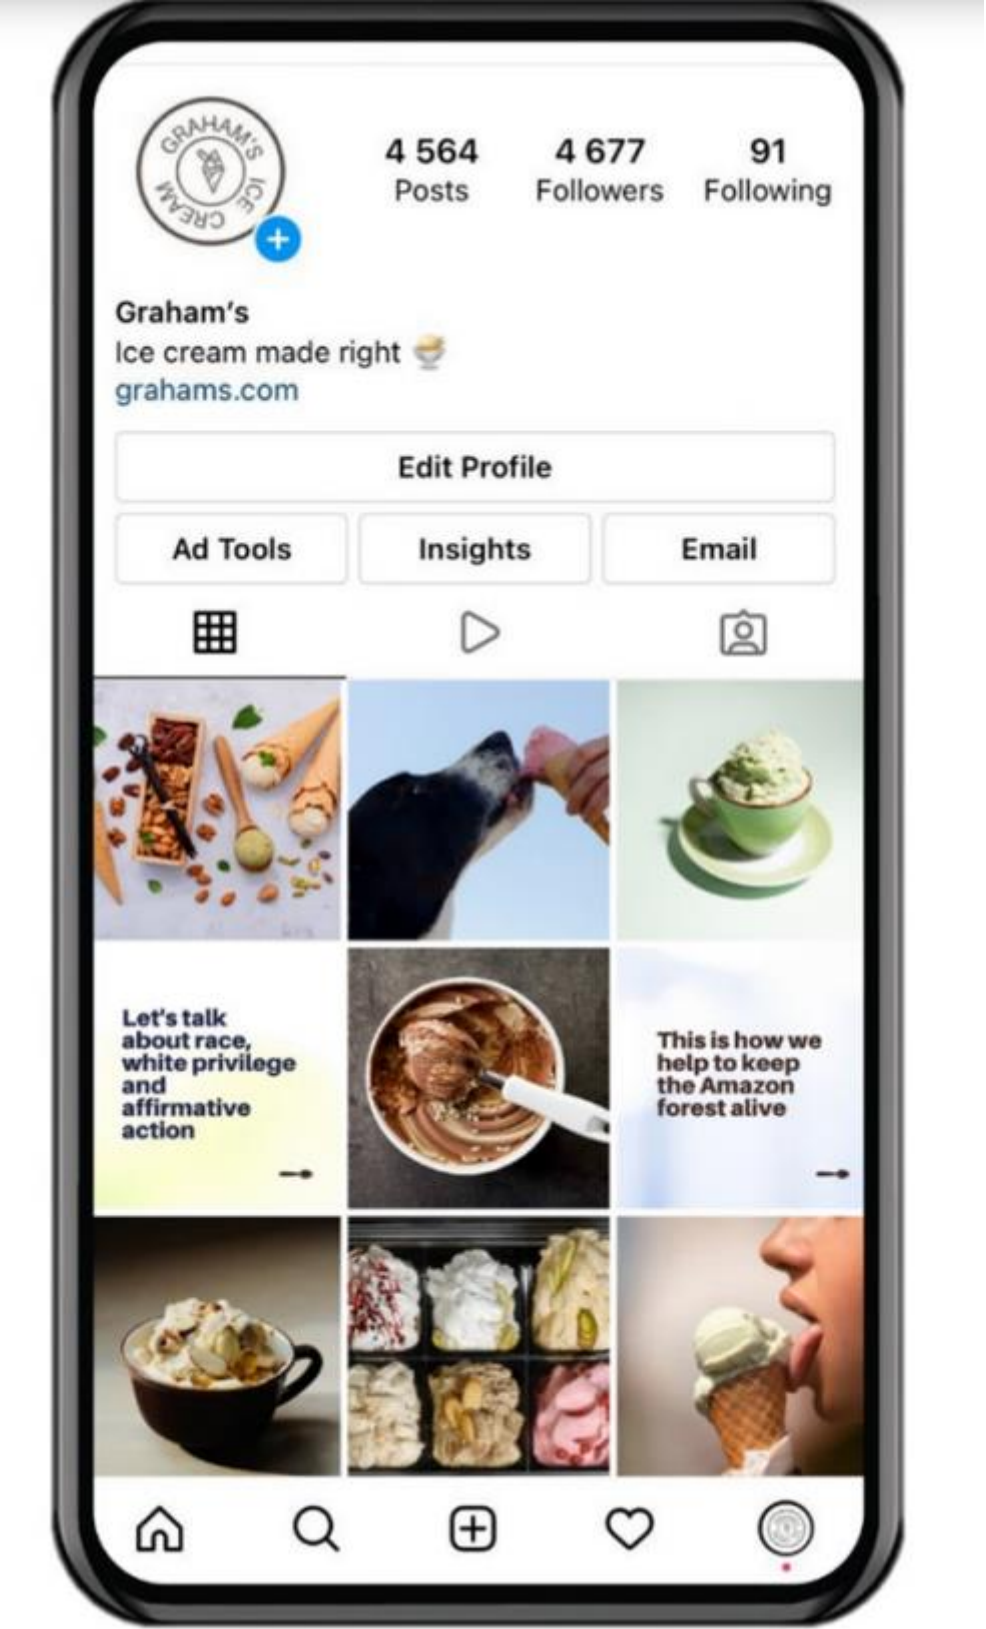 GRAHAM'S ICE CREAM
4 564 4 677 91
Posts Followers Following
Graham's
Ice cream made right
grahams.com
Edit Profile
Ad Tools Insights Email
Let's talk
about race,
white privilege
and
affirmative
action
This is how we
help to keep
the Amazon
forest alive